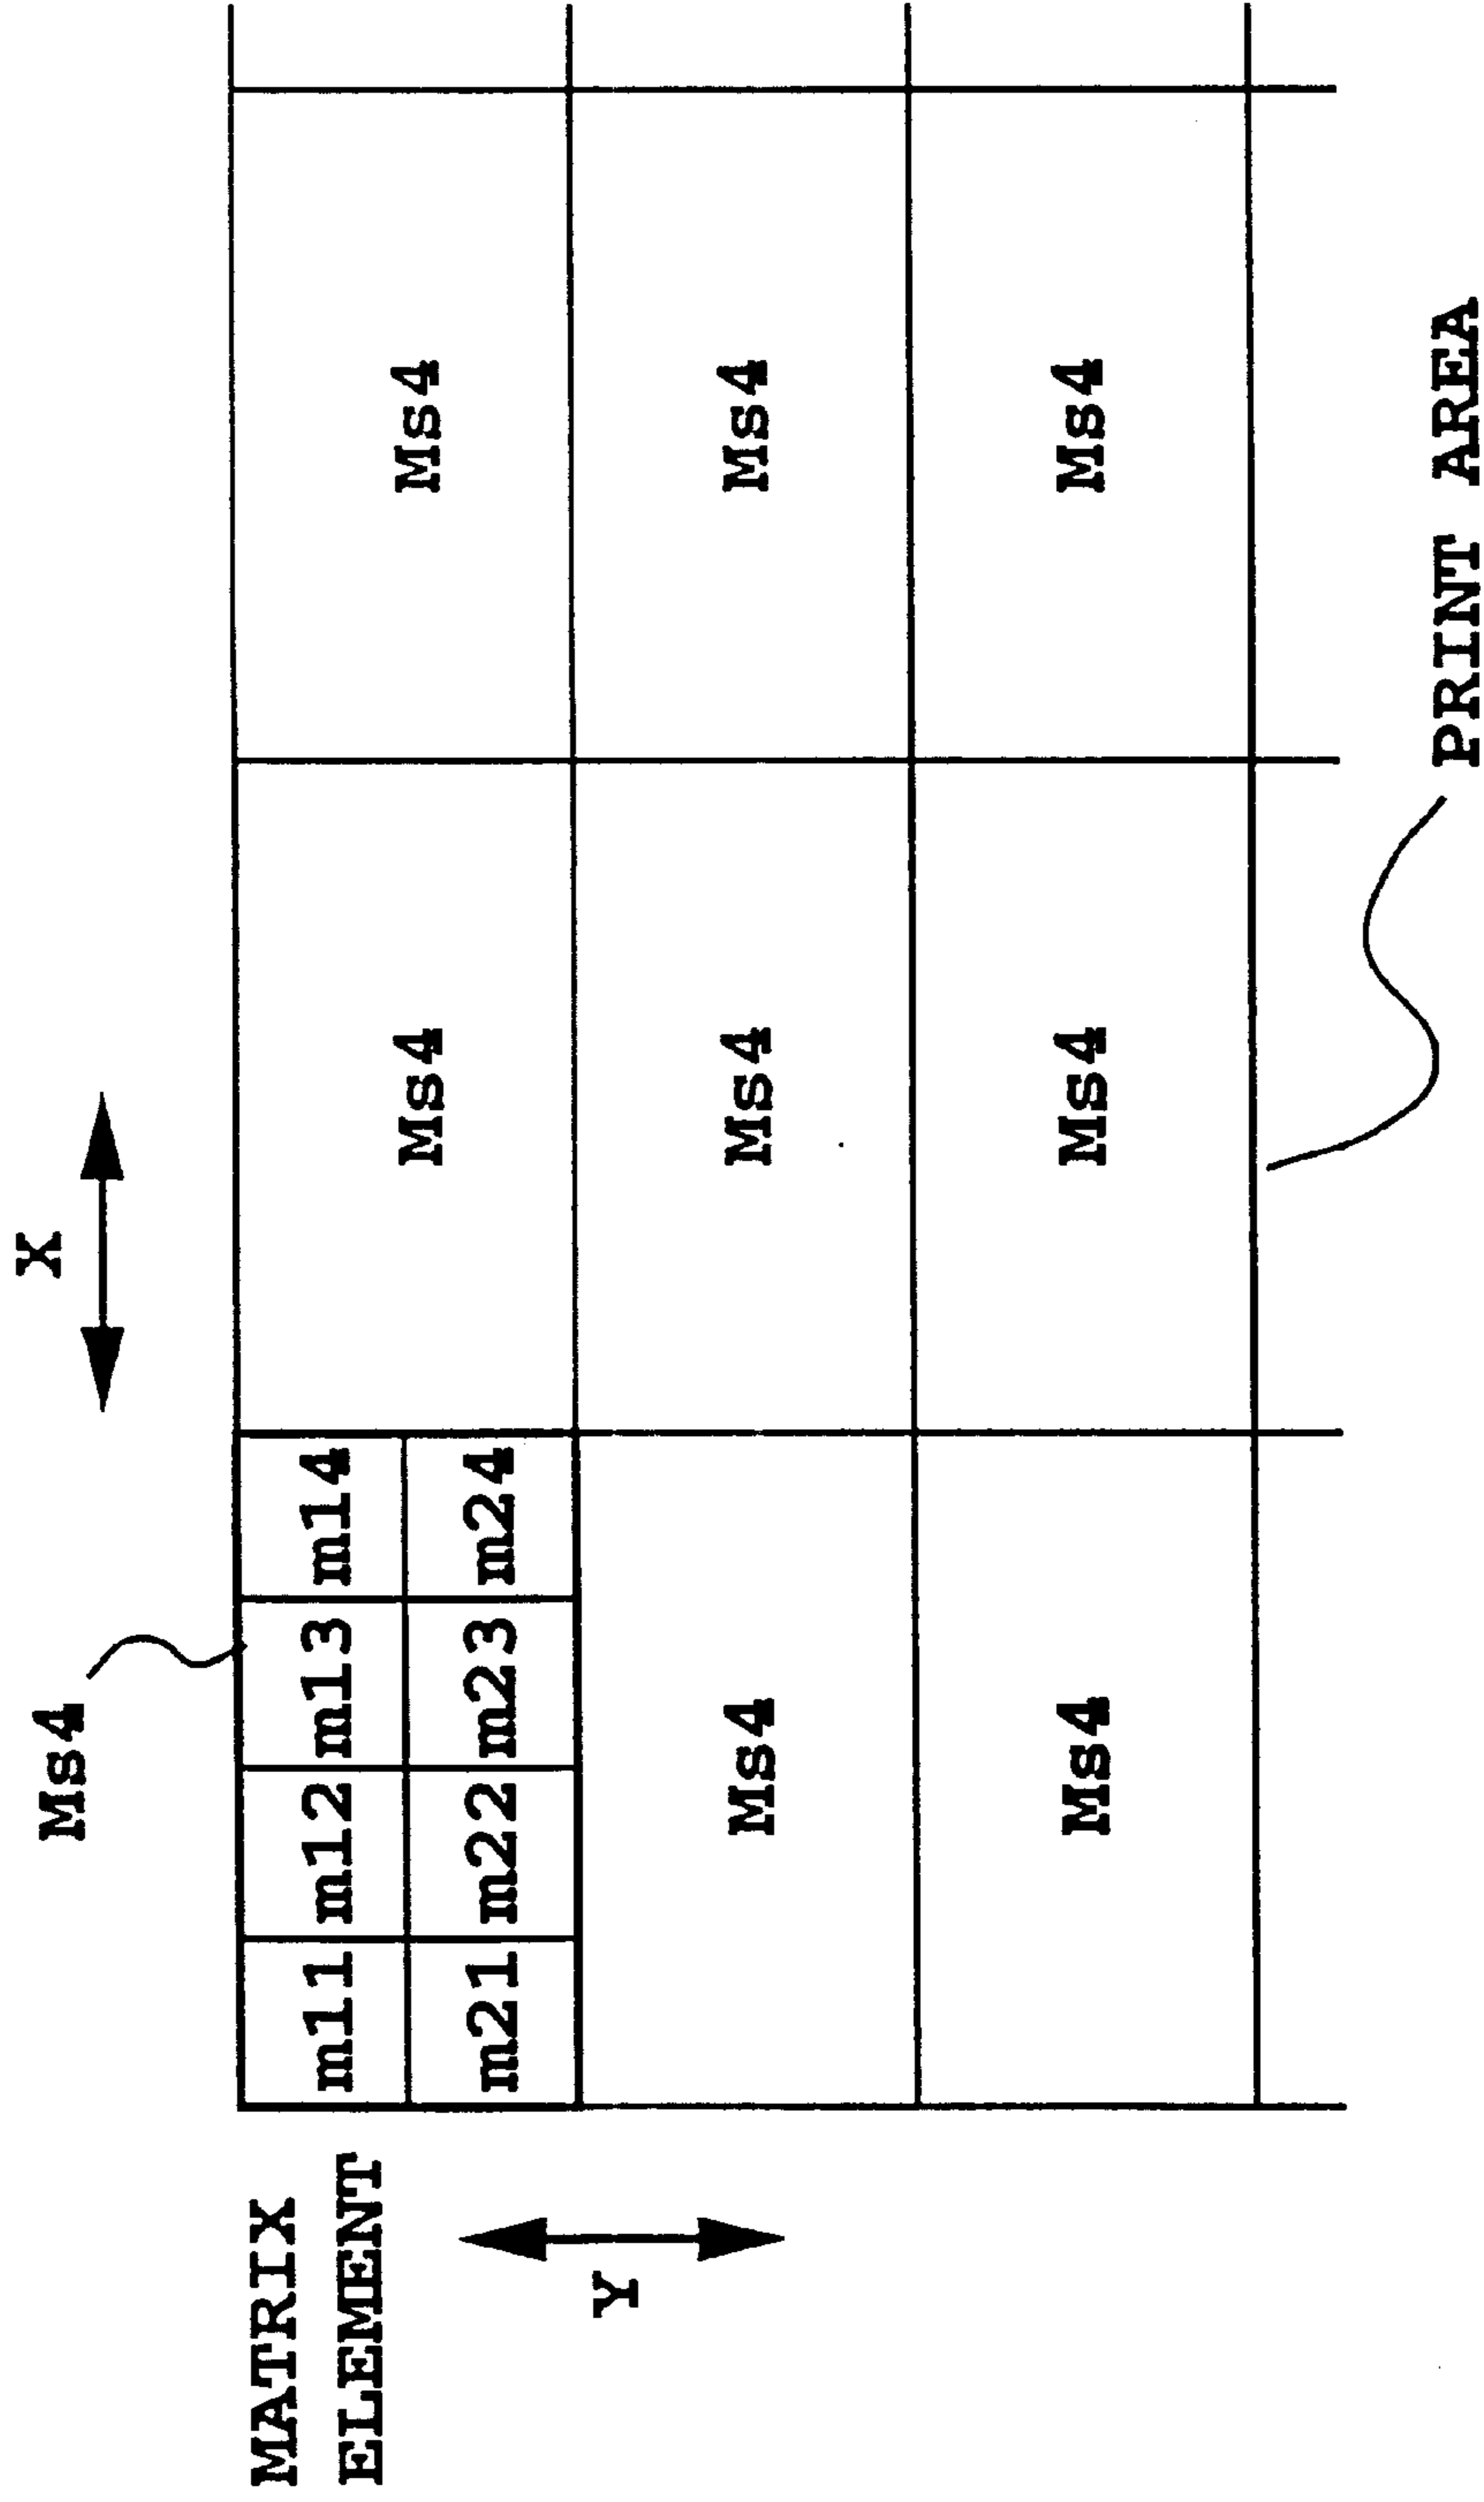 Ms4
X
MATRIX
ELEMENT
m11 m12 m13 m14
m21 m22 m23 m24
Ms4 Ms4
Y
Ms4 Ms4 Ms4
Ms4 Ms4 Ms4
PRINT AREA